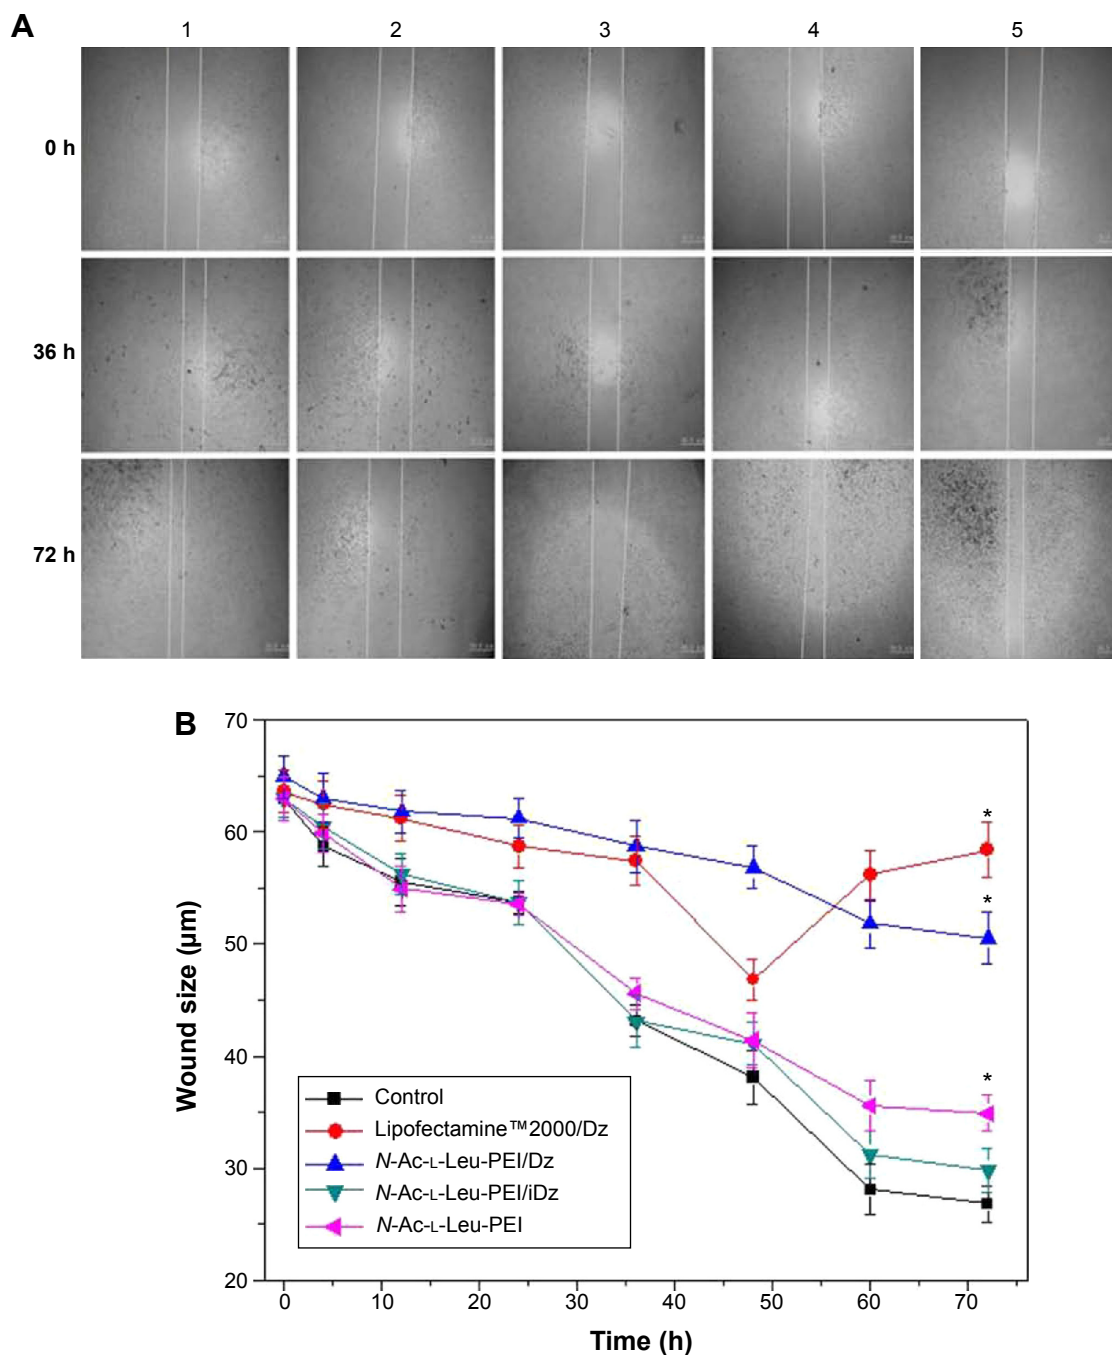 A
1 2 3 4 5
0 h
36 h
72 h
B
70
60
50
40
30
20
Wound size (µm)
*
*
*
Control
Lipofectamine™2000/Dz
N-Ac-L-Leu-PEI/Dz
N-Ac-L-Leu-PEI/iDz
N-Ac-L-Leu-PEI
0 10 20 30 40 50 60 70
Time (h)